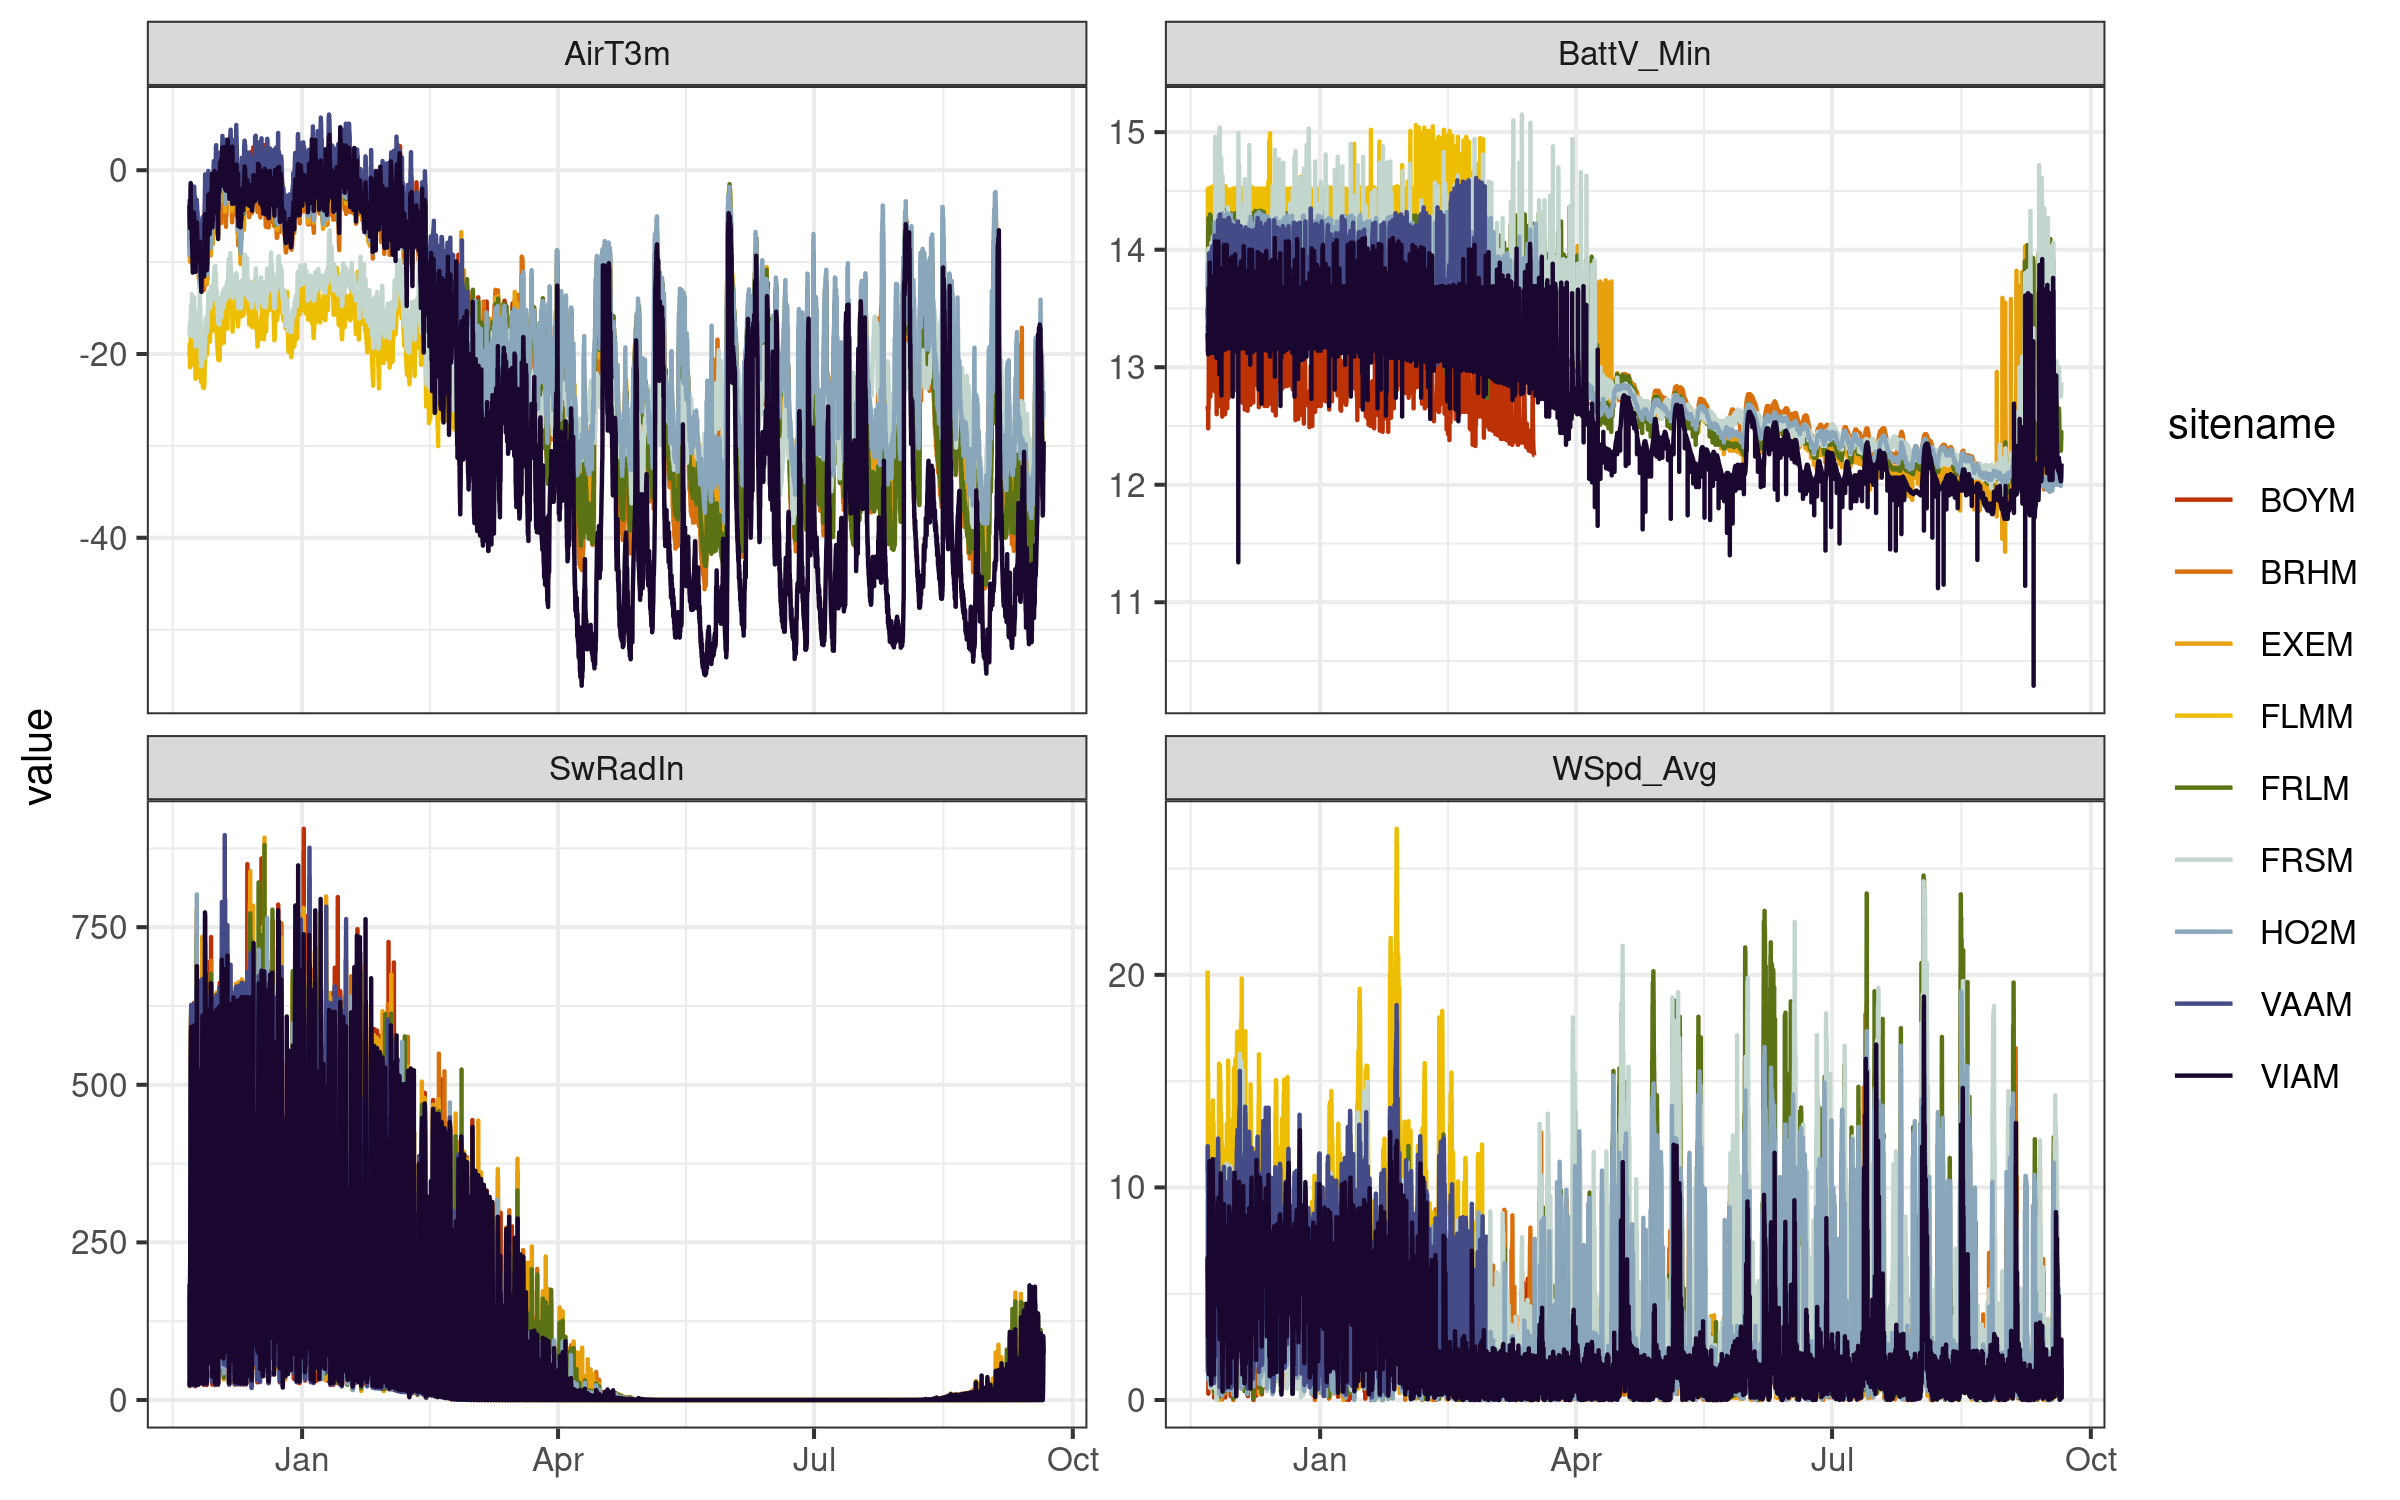 AirT3m
BattV_Min
0
-20
-40
15
14
13
12
11
value
SwRadIn
WSpd_Avg
750
500
250
0
20
10
0
Jan
Apr
Jul
Oct
Jan
Apr
Jul
Oct
sitename
BOYM
BRHM
EXEM
FLMM
FRLM
FRSM
HO2M
VAAM
VIAM